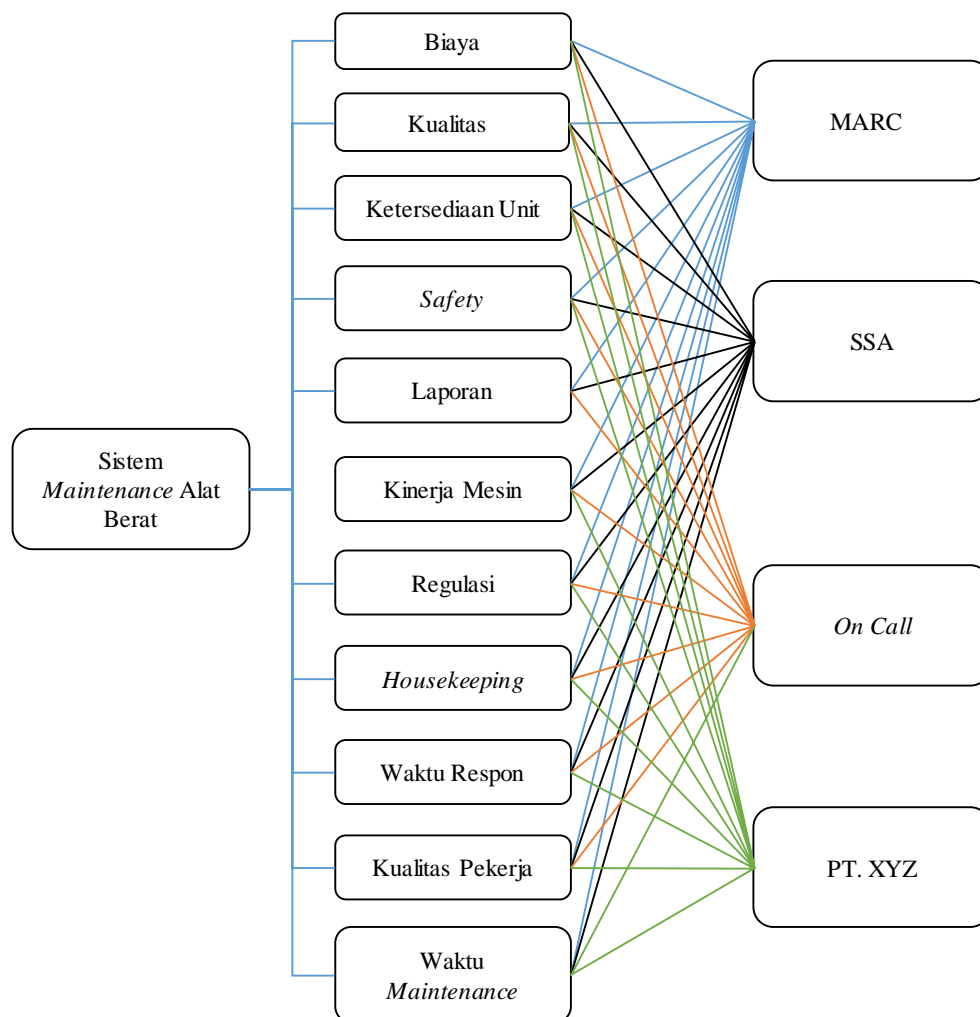 Sistem
Maintenance Alat
Berat
Biaya
Kualitas
Ketersediaan Unit
Safety
Laporan
Kinerja Mesin
Regulasi
Housekeeping
Waktu Respon
Kualitas Pekerja
Waktu
Maintenance
MARC
SSA
On Call
PT. XYZ